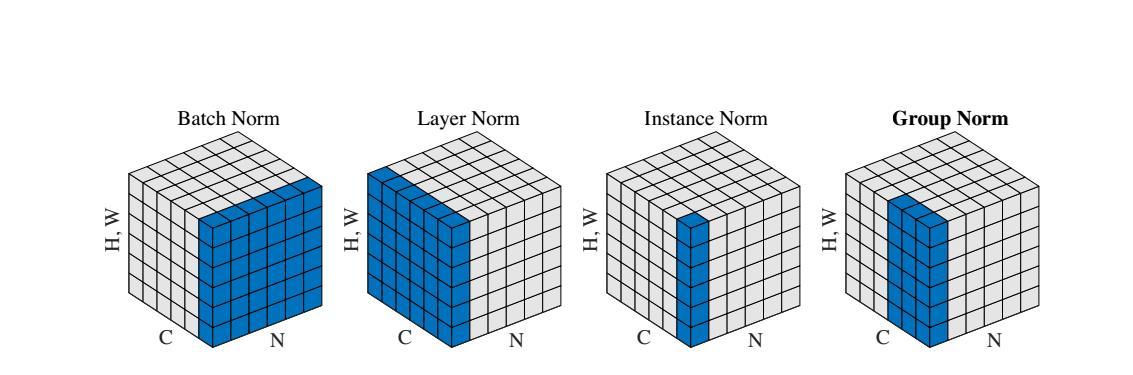 Batch Norm
H, W
C
N
Layer Norm
H, W
C
N
Instance Norm
H, W
C
N
Group Norm
H, W
C
N